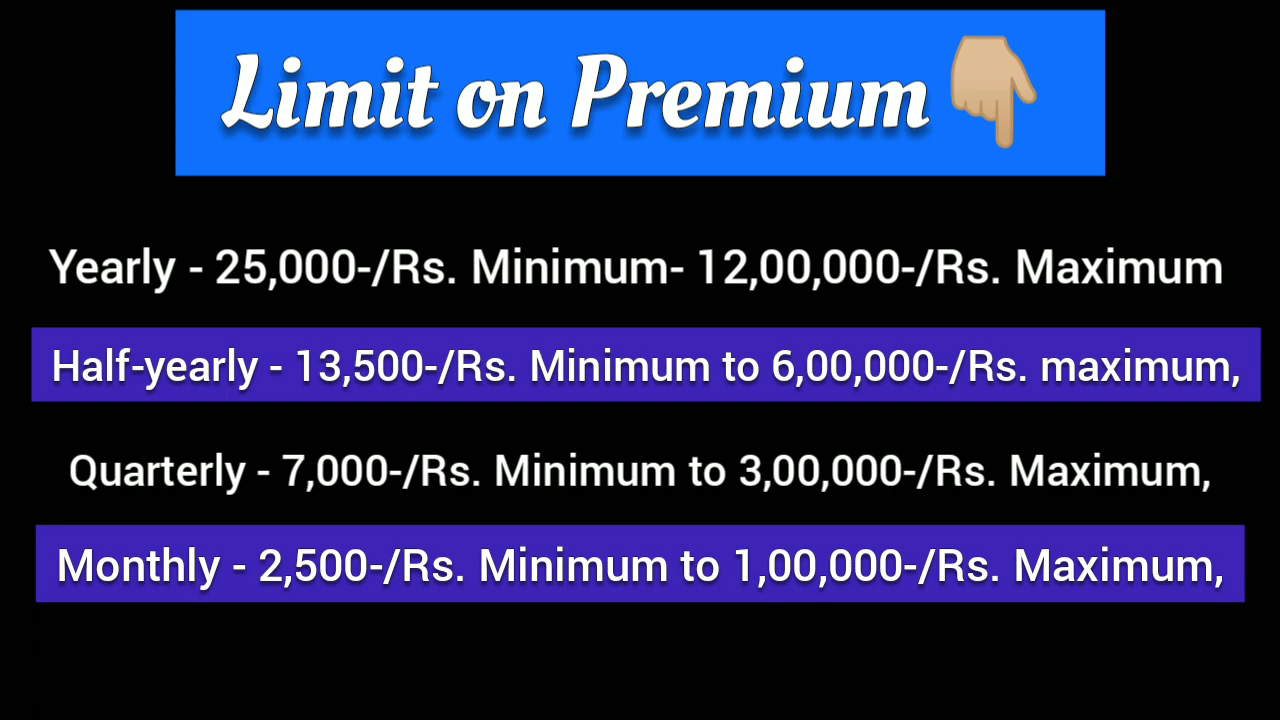 Limit on Premium👇🏼
Yearly - 25,000-/Rs. Minimum- 12,00,000-/Rs. Maximum
Half-yearly - 13,500-/Rs. Minimum to 6,00,000-/Rs. maximum,
Quarterly - 7,000-/Rs. Minimum to 3,00,000-/Rs. Maximum,
Monthly - 2,500-/Rs. Minimum to 1,00,000-/Rs. Maximum,